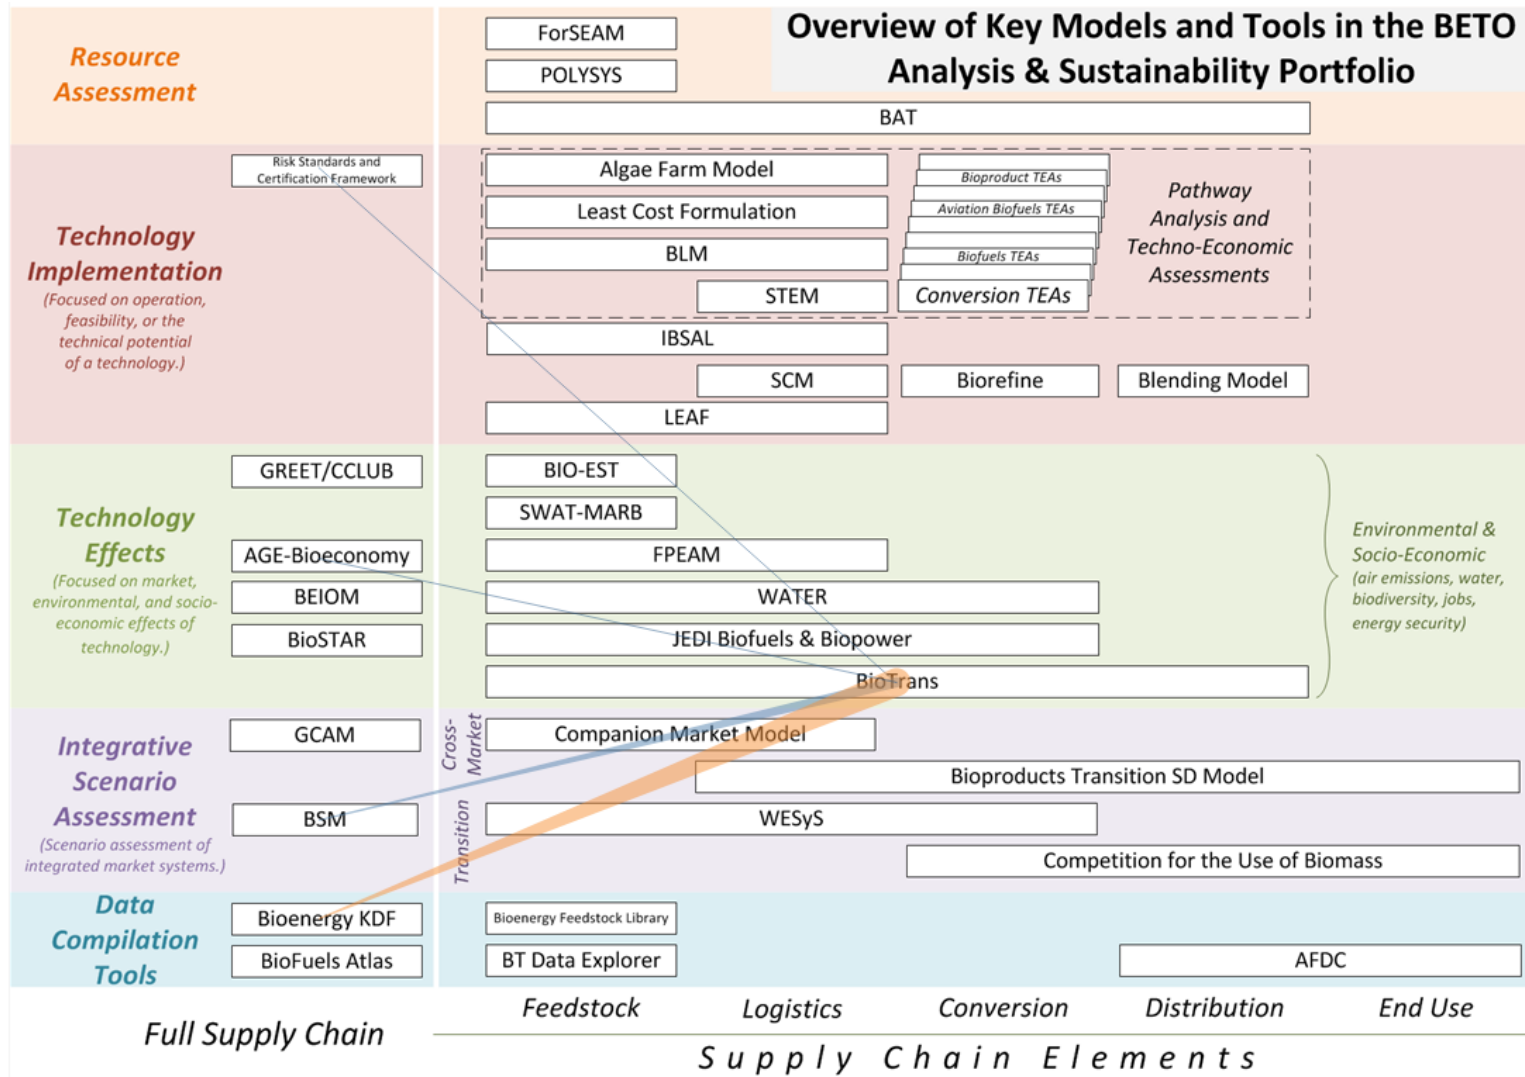 Overview of Key Models and Tools in the BETO
Analysis & Sustainability Portfolio
Resource
Assessment
ForSEAM
POLYSYS
BAT
Technology
Implementation
(Focused on operation,
feasibility, or the
technical potential
of a technology.)
Risk Standards and
Certification Framework
Algae Farm Model
Least Cost Formulation
BLM
STEM
Bioproduct TEAs
Aviation Biofuels TEAs
Biofuels TEAs
Conversion TEAs
Pathway
Analysis and
Techno-Economic
Assessments
IBSAL
SCM
Biorefine
Blending Model
LEAF
Technology
Effects
(Focused on market,
environmental, and socio-
economic effects of
technology.)
GREET/CCLUB
AGE-Bioeconomy
BEIOM
BioSTAR
BIO-EST
SWAT-MARB
FPEAM
WATER
JEDI Biofuels & Biopower
BioTrans
Environmental &
Socio-Economic
(air emissions, water,
biodiversity, jobs,
energy security)
Integrative
Scenario
Assessment
(Scenario assessment of
integrated market systems.)
GCAM
BSM
Cross-
Market
Transition
Companion Market Model
Bioproducts Transition SD Model
WESyS
Competition for the Use of Biomass
Data
Compilation
Tools
Bioenergy KDF
BioFuels Atlas
Bioenergy Feedstock Library
BT Data Explorer
AFDC
Full Supply Chain
Feedstock
Logistics
Conversion
Distribution
End Use
Supply Chain Elements